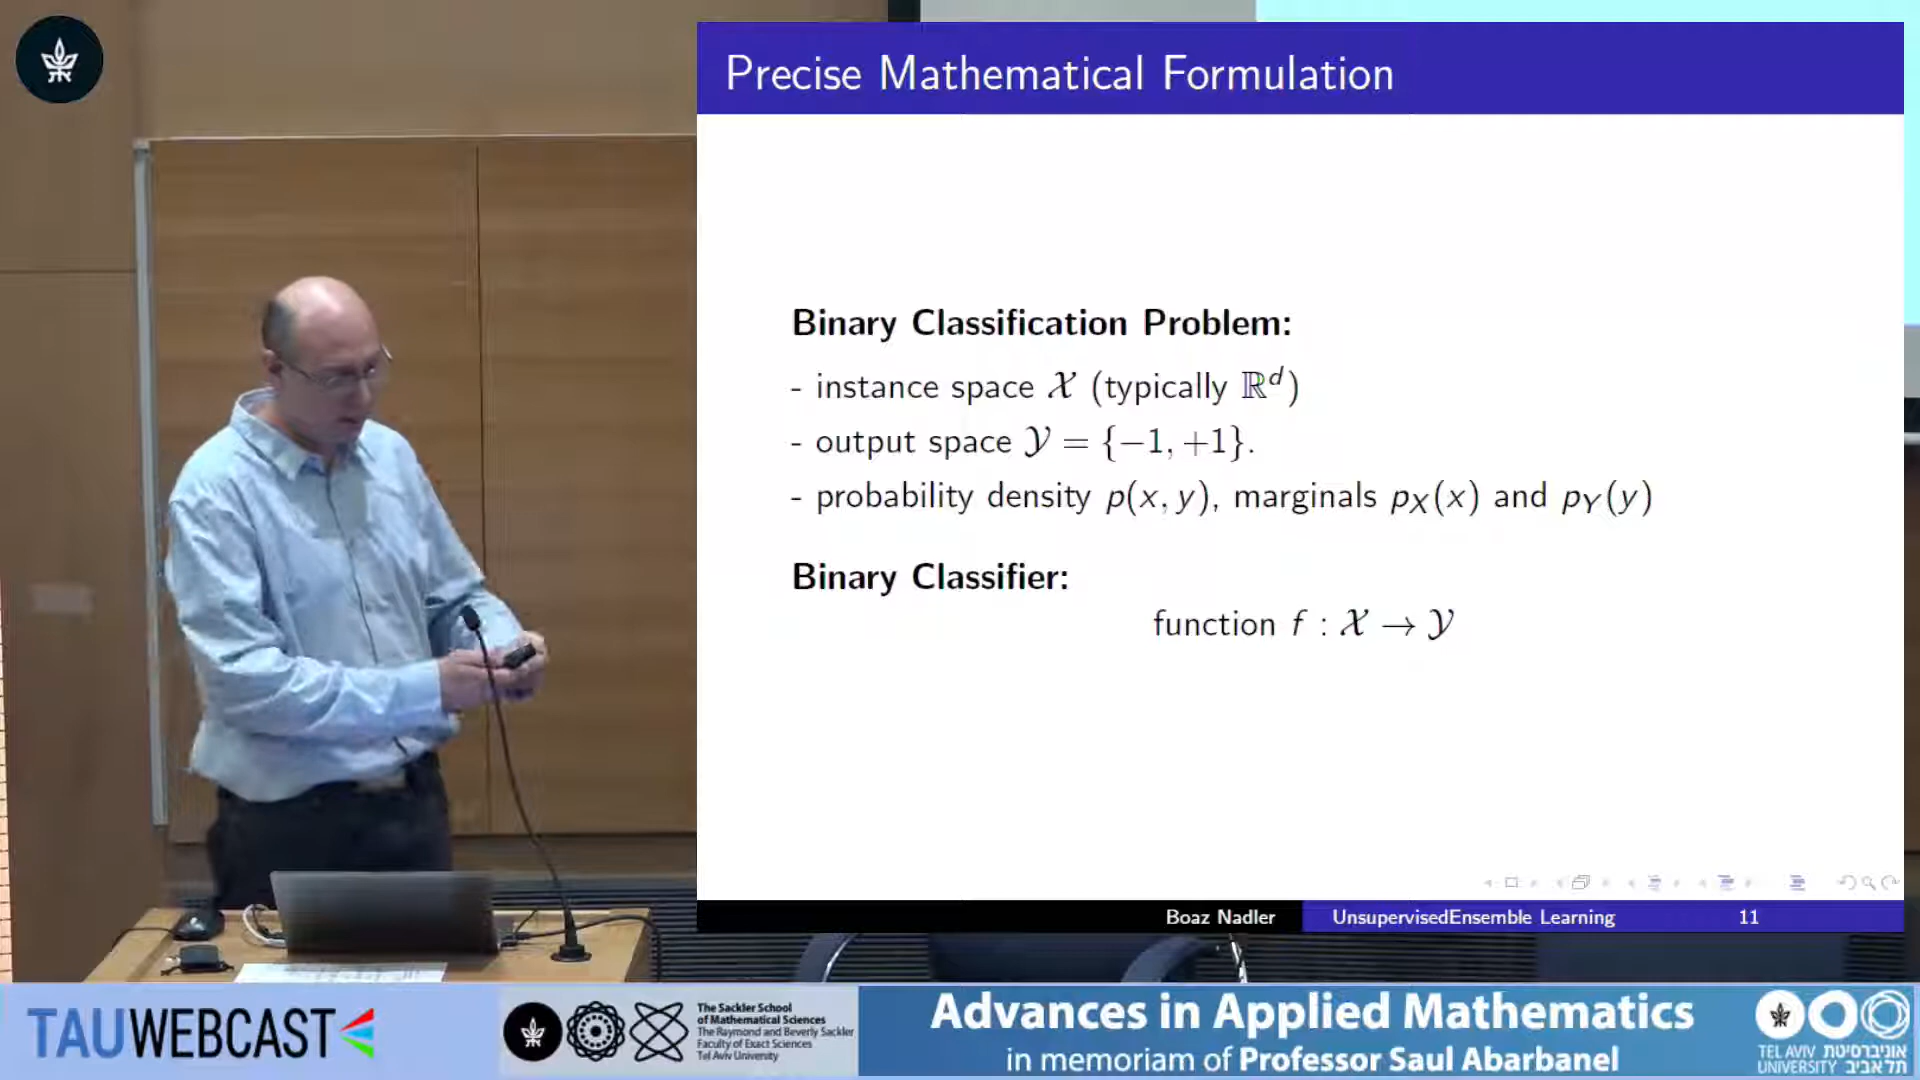 Precise Mathematical Formulation
Binary Classification Problem:
- instance space 𝒳 (typically ℝᵈ)
- output space 𝒴 = {−1, +1}.
- probability density p(x, y), marginals p_X(x) and p_Y(y)
Binary Classifier:
function f : 𝒳 → 𝒴
Boaz Nadler
UnsupervisedEnsemble Learning
11
TAUWEBCAST
The Sackler School
of Mathematical Sciences
The Raymond and Beverly Sackler
Faculty of Exact Sciences
Tel Aviv University
Advances in Applied Mathematics
in memoriam of Professor Saul Abarbanel
TEL AVIV אוניברסיטת
UNIVERSITY תל אביב